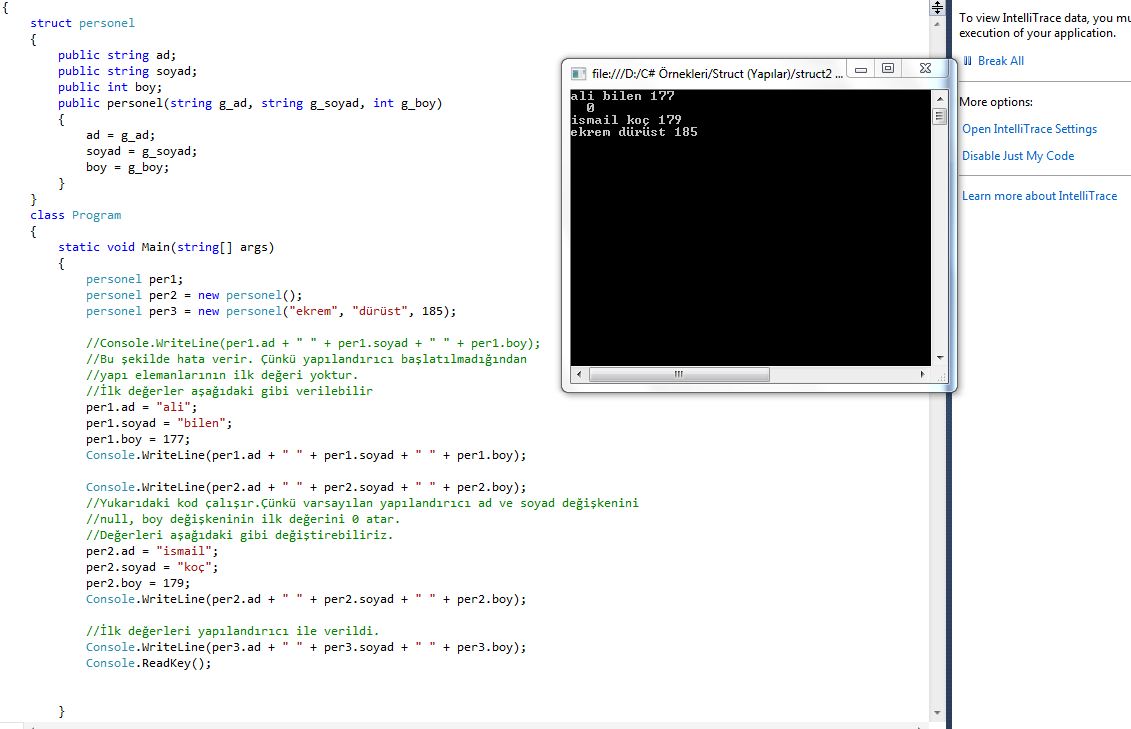 {
struct personel
{
public string ad;
public string soyad;
public int boy;
public personel(string g_ad, string g_soyad, int g_boy)
{
ad = g_ad;
soyad = g_soyad;
boy = g_boy;
}
}
class Program
{
static void Main(string[] args)
{
personel per1;
personel per2 = new personel();
personel per3 = new personel("ekrem", "dürüst", 185);
//Console.WriteLine(per1.ad + " " + per1.soyad + " " + per1.boy);
//Bu şekilde hata verir. Çünkü yapılandırıcı başlatılmadığından
//yapı elemanlarının ilk değeri yoktur.
//İlk değerler aşağıdaki gibi verilebilir
per1.ad = "ali";
per1.soyad = "bilen";
per1.boy = 177;
Console.WriteLine(per1.ad + " " + per1.soyad + " " + per1.boy);
Console.WriteLine(per2.ad + " " + per2.soyad + " " + per2.boy);
//Yukarıdaki kod çalışır.Çünkü varsayılan yapılandırıcı ad ve soyad değişkenini
//null, boy değişkeninin ilk değerini 0 atar.
//Değerleri aşağıdaki gibi değiştirebiliriz.
per2.ad = "ismail";
per2.soyad = "koç";
per2.boy = 179;
Console.WriteLine(per2.ad + " " + per2.soyad + " " + per2.boy);
//İlk değerleri yapılandırıcı ile verildi.
Console.WriteLine(per3.ad + " " + per3.soyad + " " + per3.boy);
Console.ReadKey();
}
file:///D:/C# Örnekleri/Struct (Yapılar)/struct2 ...
ali bilen 177
0
ismail koç 179
ekrem dürüst 185
To view IntelliTrace data, you mu
execution of your application.
Break All
More options:
Open IntelliTrace Settings
Disable Just My Code
Learn more about IntelliTrace